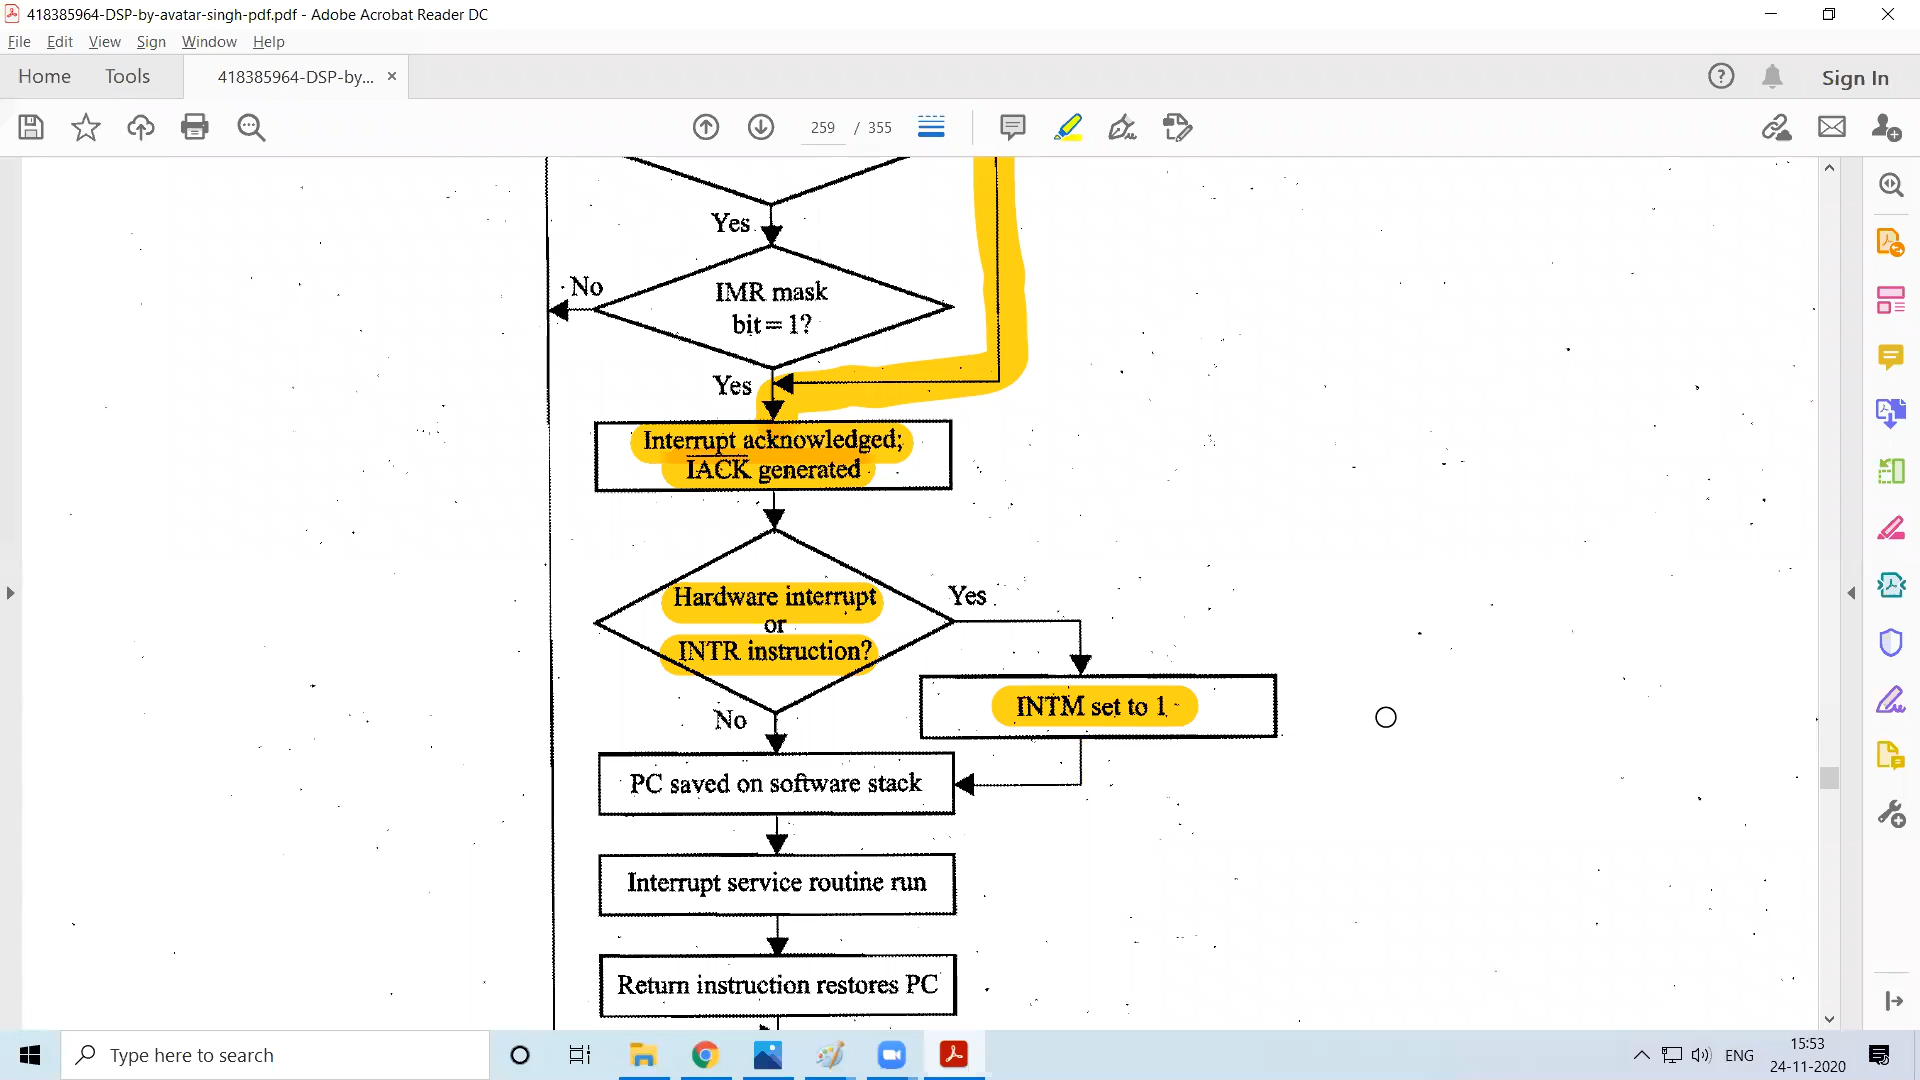 418385964-DSP-by-avatar-singh-pdf.pdf - Adobe Acrobat Reader DC
File Edit View Sign Window Help
Home Tools 418385964-DSP-by... × Sign In
259 / 355
Yes
No
IMR mask
bit = 1?
Yes
Interrupt acknowledged;
IACK generated
Hardware interrupt
or
INTR instruction?
Yes
INTM set to 1
No
PC saved on software stack
Interrupt service routine run
Return instruction restores PC
Type here to search
ENG
15:53
24-11-2020